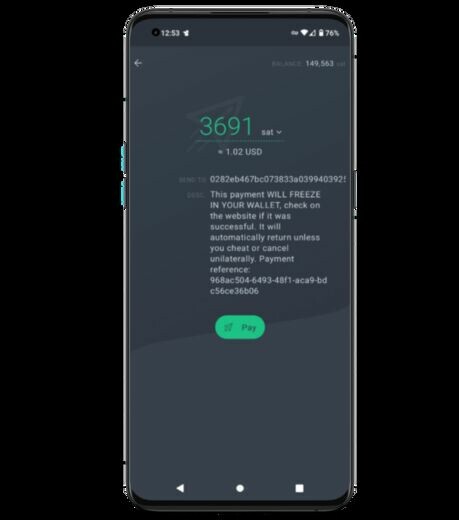 12:53 76%
BALANCE 149,563 sat
3691 sat
≈ 1.02 USD
SEND TO 0282eb467bc073833a0399403925
DESC. This payment WILL FREEZE
IN YOUR WALLET, check on
the website if it was
successful. It will
automatically return unless
you cheat or cancel
unilaterally. Payment
reference:
968ac504-6493-48f1-aca9-bd
c56ce36b06
Pay